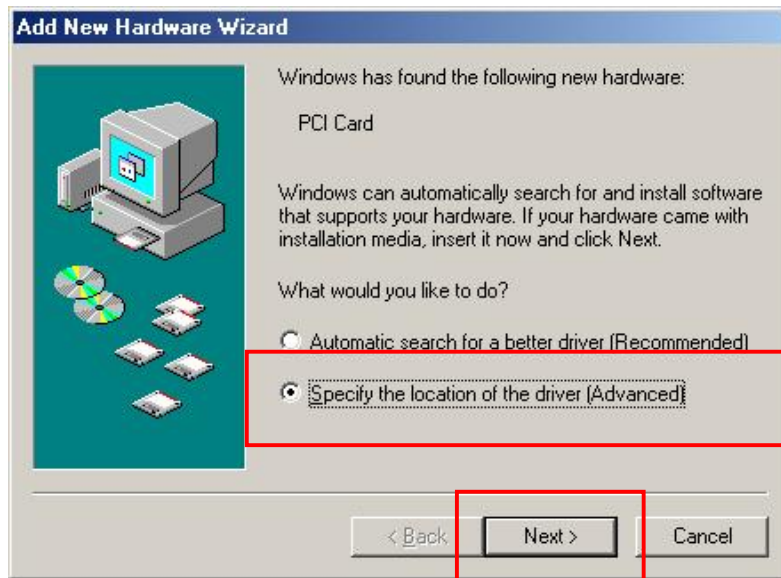 Add New Hardware Wizard
Windows has found the following new hardware:
PCI Card
Windows can automatically search for and install software
that supports your hardware. If your hardware came with
installation media, insert it now and click Next.
What would you like to do?
Automatic search for a better driver (Recommended)
Specify the location of the driver (Advanced)
< Back
Next >
Cancel